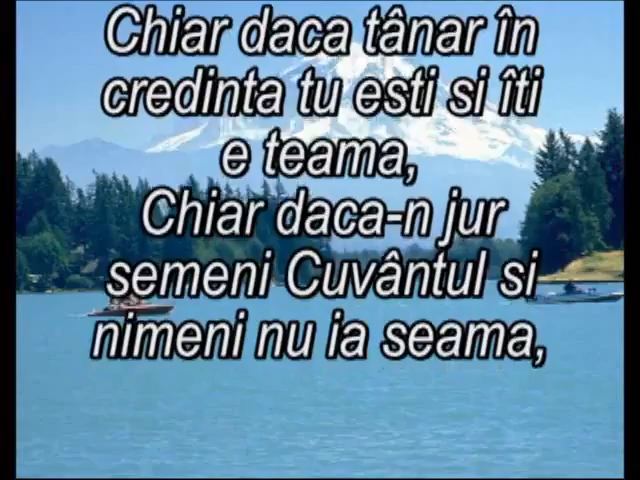 Chiar daca tânar în
credinta tu esti si îti
e teama,
Chiar daca-n jur
semeni Cuvântul si
nimeni nu ia seama,